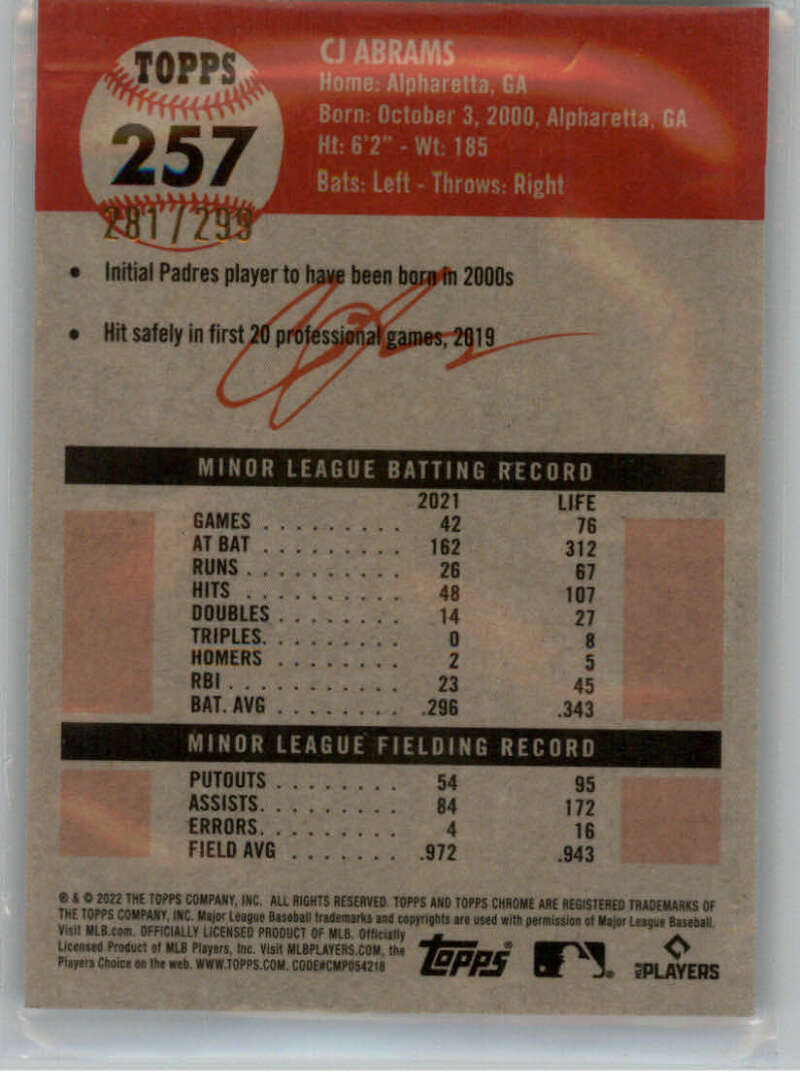 TOPPS
257
281/299
CJ ABRAMS
Home: Alpharetta, GA
Born: October 3, 2000, Alpharetta, GA
Ht: 6'2" - Wt: 185
Bats: Left - Throws: Right
• Initial Padres player to have been born in 2000s
• Hit safely in first 20 professional games, 2019
MINOR LEAGUE BATTING RECORD
2021 LIFE
GAMES . . . . . . . . . 42 76
AT BAT . . . . . . . . . 162 312
RUNS . . . . . . . . . . 26 67
HITS . . . . . . . . . . 48 107
DOUBLES . . . . . . . . 14 27
TRIPLES. . . . . . . . . 0 8
HOMERS . . . . . . . . 2 5
RBI . . . . . . . . . . . 23 45
BAT. AVG . . . . . . . . .296 .343
MINOR LEAGUE FIELDING RECORD
PUTOUTS . . . . . . . . 54 95
ASSISTS. . . . . . . . . 84 172
ERRORS. . . . . . . . . 4 16
FIELD AVG . . . . . . . .972 .943
® & © 2022 THE TOPPS COMPANY, INC. ALL RIGHTS RESERVED. TOPPS AND TOPPS CHROME ARE REGISTERED TRADEMARKS OF
THE TOPPS COMPANY, INC. Major League Baseball trademarks and copyrights are used with permission of Major League Baseball.
Visit MLB.com. OFFICIALLY LICENSED PRODUCT OF MLB. Officially
Licensed Product of MLB Players, Inc. Visit MLBPLAYERS.COM, the
Players Choice on the web. WWW.TOPPS.COM. CODE#CMP054218
Topps®
MLB PLAYERS